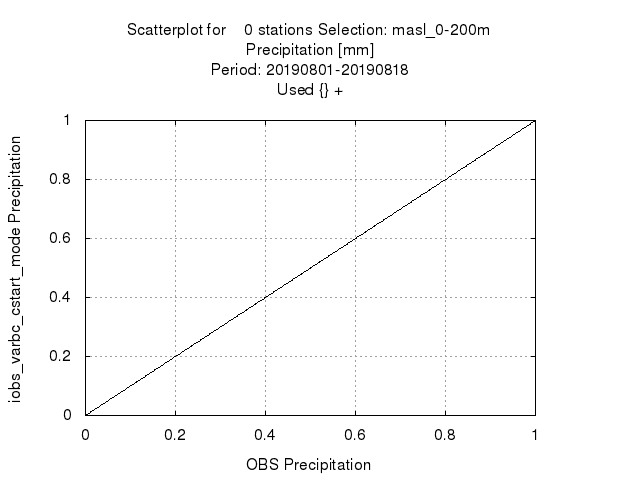 Scatterplot for    0 stations Selection: masl_0-200m
Precipitation [mm]
Period: 20190801-20190818
Used {} +
iobs_varbc_cstart_mode Precipitation
1
0.8
0.6
0.4
0.2
0
0 0.2 0.4 0.6 0.8 1
OBS Precipitation